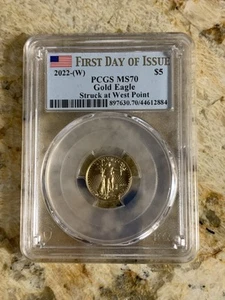 FIRST DAY OF ISSUE
2022-(W) $5
PCGS MS70
Gold Eagle
Struck at West Point
897630.70/44612884